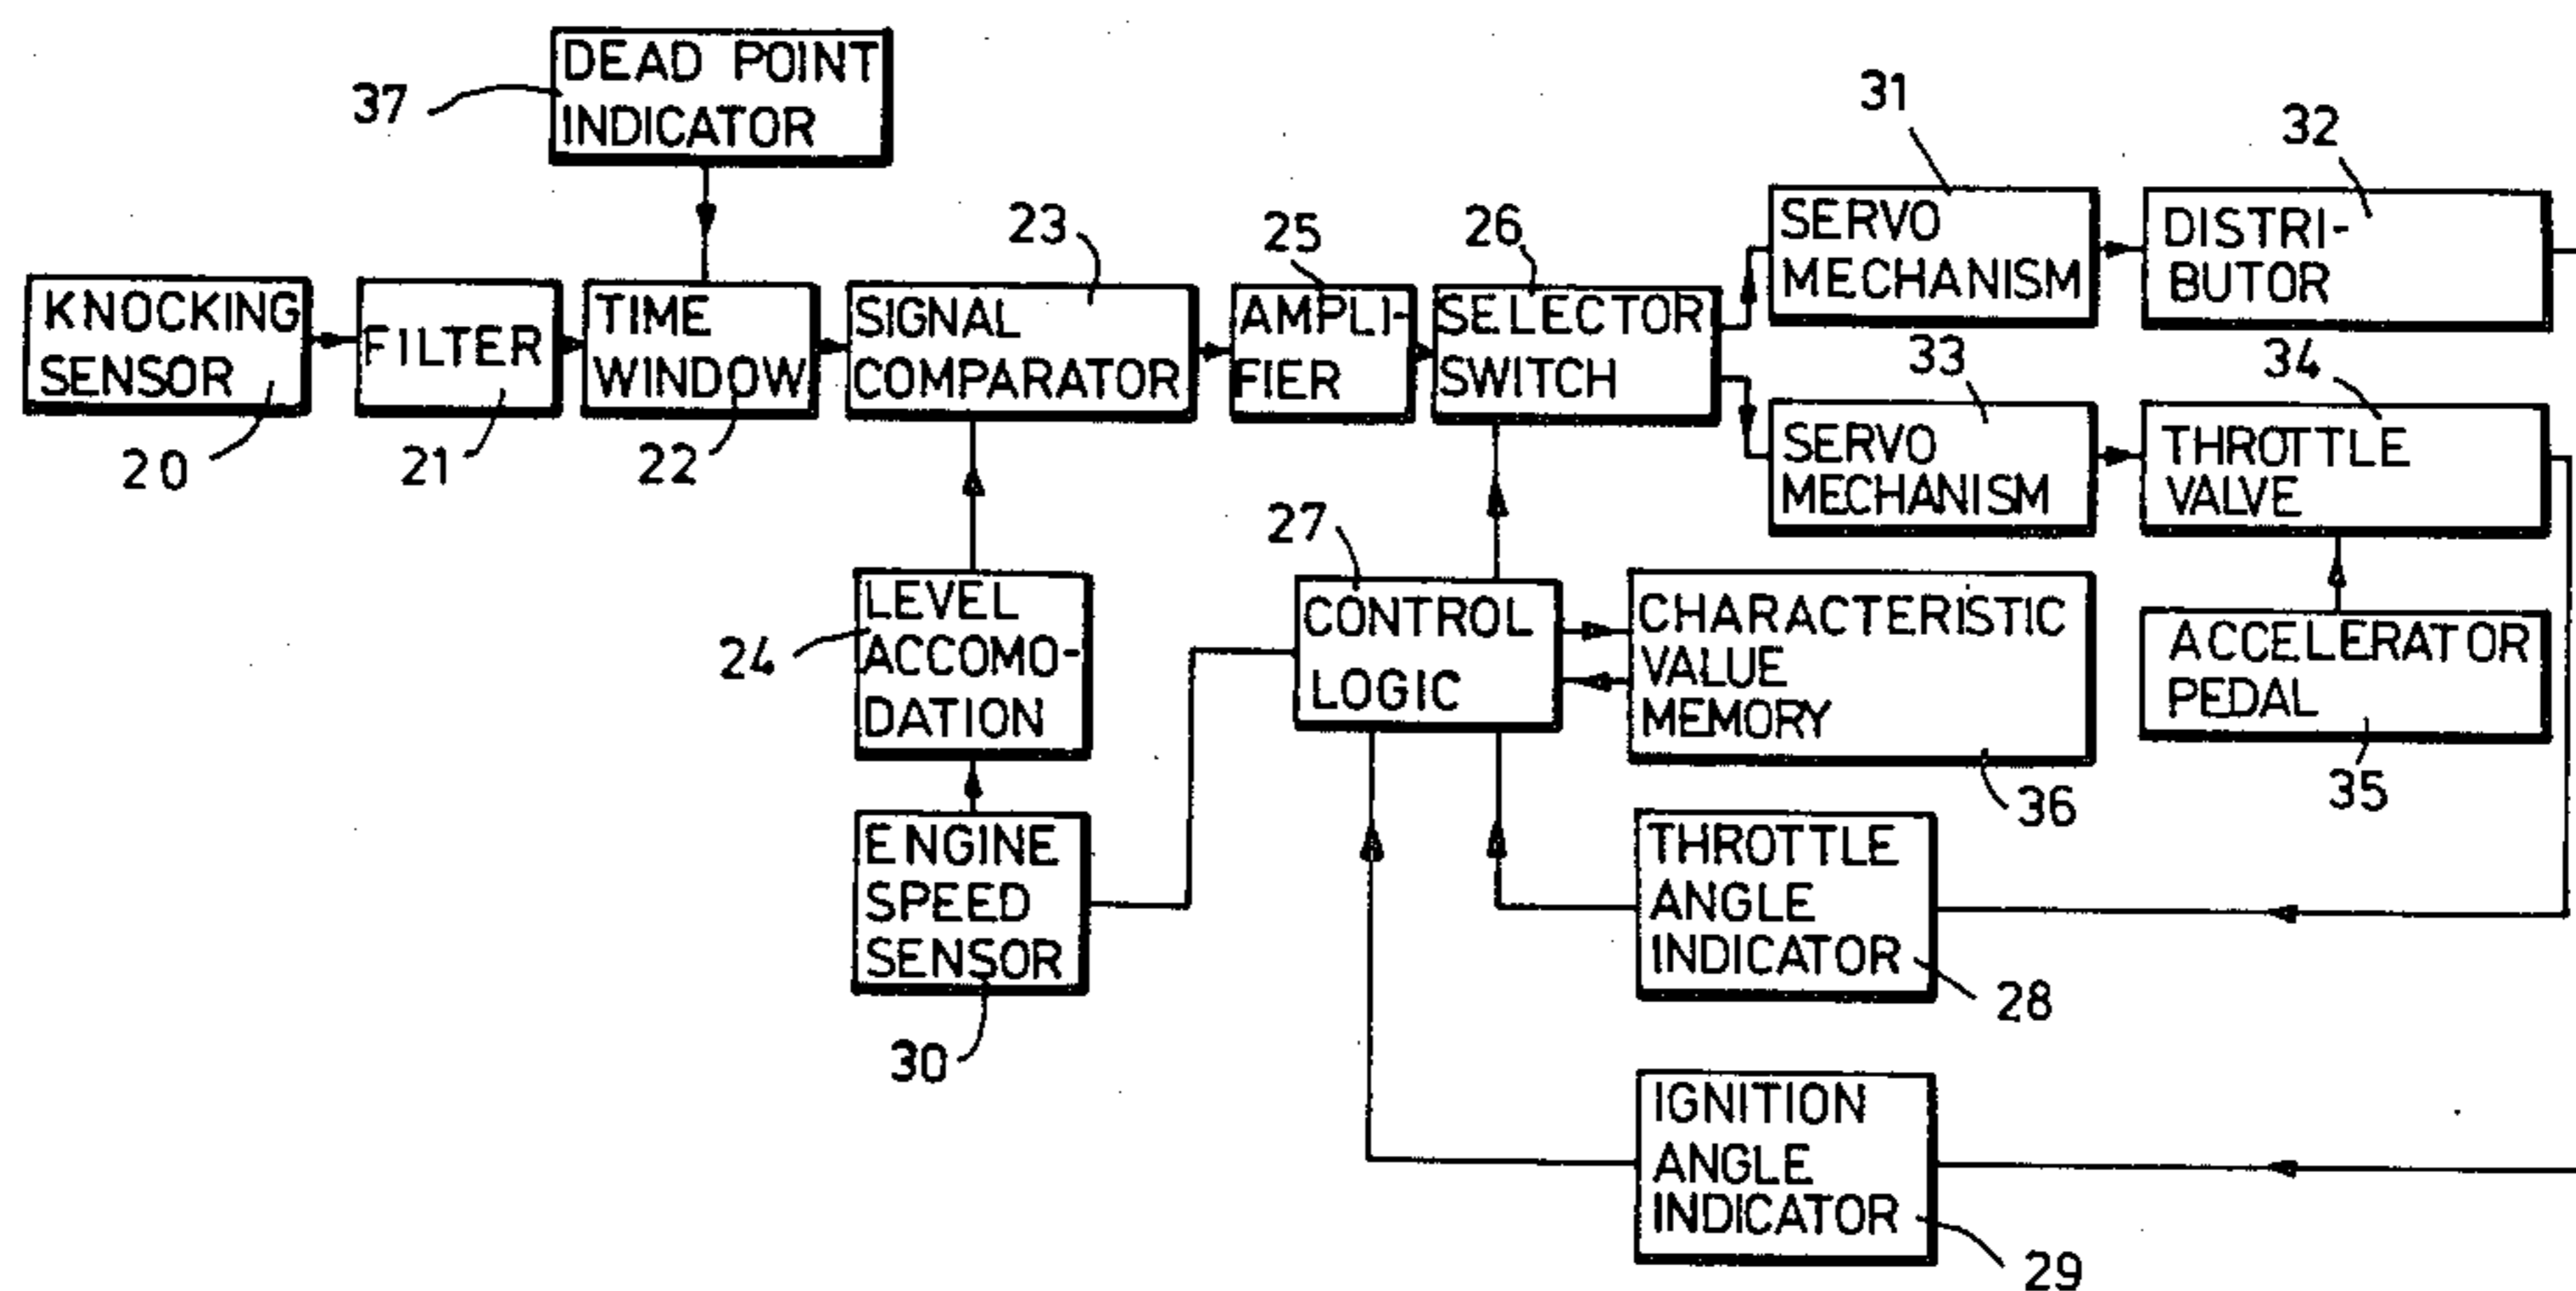 DEAD POINT
INDICATOR
37
31
32
SERVO
MECHANISM
DISTRI-
BUTOR
23
25
26
KNOCKING
SENSOR
FILTER
TIME
WINDOW
SIGNAL
COMPARATOR
AMPLI-
FIER
SELECTOR
SWITCH
20
21
22
33
34
SERVO
MECHANISM
THROTTLE
VALVE
27
24
LEVEL
ACCOMO-
DATION
CONTROL
LOGIC
CHARACTERISTIC
VALUE
MEMORY
ACCELERATOR
PEDAL
35
36
ENGINE
SPEED
SENSOR
THROTTLE
ANGLE
INDICATOR
28
30
IGNITION
ANGLE
INDICATOR
29